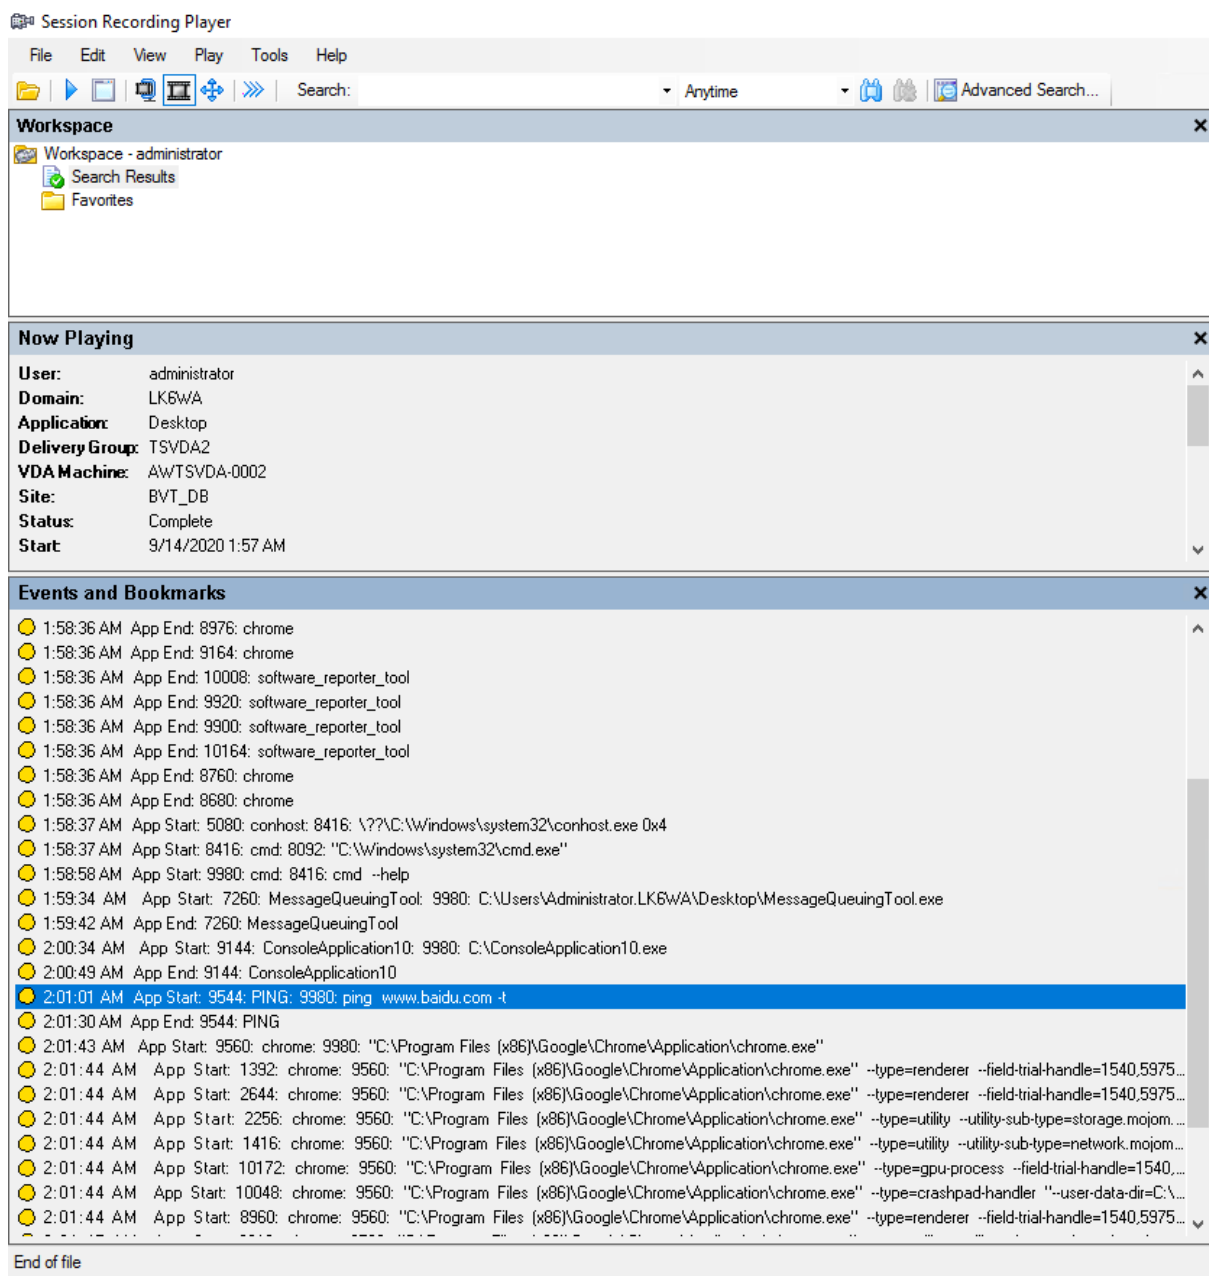 Session Recording Player
File Edit View Play Tools Help
Search: Anytime Advanced Search...
Workspace
Workspace - administrator
Search Results
Favorites
Now Playing
User: administrator
Domain: LK6WA
Application: Desktop
Delivery Group: TSVDA2
VDA Machine: AWTSVDA-0002
Site: BVT_DB
Status: Complete
Start: 9/14/2020 1:57 AM
Events and Bookmarks
1:58:36 AM App End: 8976: chrome
1:58:36 AM App End: 9164: chrome
1:58:36 AM App End: 10008: software_reporter_tool
1:58:36 AM App End: 9920: software_reporter_tool
1:58:36 AM App End: 9900: software_reporter_tool
1:58:36 AM App End: 10164: software_reporter_tool
1:58:36 AM App End: 8760: chrome
1:58:36 AM App End: 8680: chrome
1:58:37 AM App Start: 5080: conhost: 8416: \??\C:\Windows\system32\conhost.exe 0x4
1:58:37 AM App Start: 8416: cmd: 8092: "C:\Windows\system32\cmd.exe"
1:58:58 AM App Start: 9980: cmd: 8416: cmd --help
1:59:34 AM App Start: 7260: MessageQueuingTool: 9980: C:\Users\Administrator.LK6WA\Desktop\MessageQueuingTool.exe
1:59:42 AM App End: 7260: MessageQueuingTool
2:00:34 AM App Start: 9144: ConsoleApplication10: 9980: C:\ConsoleApplication10.exe
2:00:49 AM App End: 9144: ConsoleApplication10
2:01:01 AM App Start: 9544: PING: 9980: ping www.baidu.com -t
2:01:30 AM App End: 9544: PING
2:01:43 AM App Start: 9560: chrome: 9980: "C:\Program Files (x86)\Google\Chrome\Application\chrome.exe"
2:01:44 AM App Start: 1392: chrome: 9560: "C:\Program Files (x86)\Google\Chrome\Application\chrome.exe" --type=renderer --field-trial-handle=1540,5975...
2:01:44 AM App Start: 2644: chrome: 9560: "C:\Program Files (x86)\Google\Chrome\Application\chrome.exe" --type=renderer --field-trial-handle=1540,5975...
2:01:44 AM App Start: 2256: chrome: 9560: "C:\Program Files (x86)\Google\Chrome\Application\chrome.exe" --type=utility --utility-sub-type=storage.mojom....
2:01:44 AM App Start: 1416: chrome: 9560: "C:\Program Files (x86)\Google\Chrome\Application\chrome.exe" --type=utility --utility-sub-type=network.mojom...
2:01:44 AM App Start: 10172: chrome: 9560: "C:\Program Files (x86)\Google\Chrome\Application\chrome.exe" --type=gpu-process --field-trial-handle=1540,...
2:01:44 AM App Start: 10048: chrome: 9560: "C:\Program Files (x86)\Google\Chrome\Application\chrome.exe" --type=crashpad-handler "--user-data-dir=C:\...
2:01:44 AM App Start: 8960: chrome: 9560: "C:\Program Files (x86)\Google\Chrome\Application\chrome.exe" --type=renderer --field-trial-handle=1540,5975...
End of file